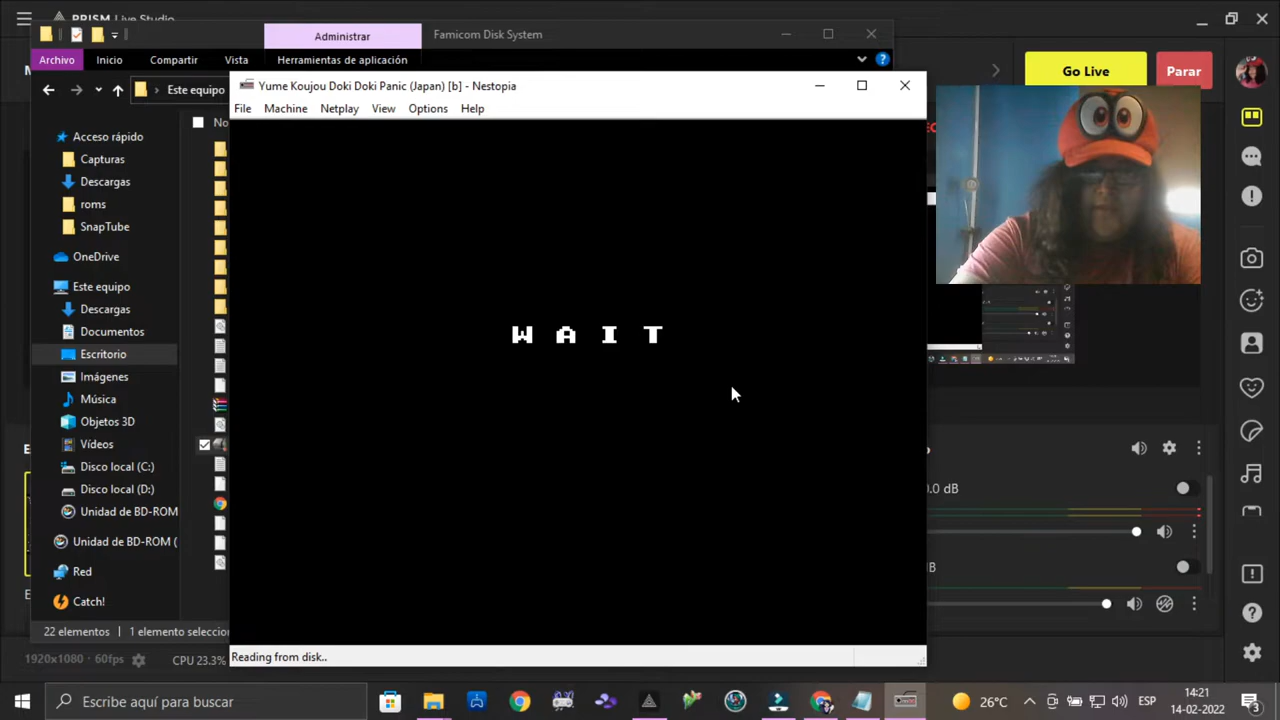 PRISM Live Studio
Administrar
Famicom Disk System
Archivo
Inicio
Compartir
Vista
Herramientas de aplicación
Go Live
Parar
Este equipo
Yume Koujou Doki Doki Panic (Japan) [b] - Nestopia
File
Machine
Netplay
View
Options
Help
No
Acceso rápido
Capturas
Descargas
roms
SnapTube
OneDrive
Este equipo
Descargas
Documentos
Escritorio
Imágenes
Música
Objetos 3D
Vídeos
Disco local (C:)
Disco local (D:)
Unidad de BD-ROM
Unidad de BD-ROM (
Red
Catch!
W A I T
.0 dB
dB
22 elementos
1 elemento seleccior
Reading from disk..
1920x1080 · 60fps
CPU 23.3%
Escribe aquí para buscar
26°C
ESP
14:21
14-02-2022
3